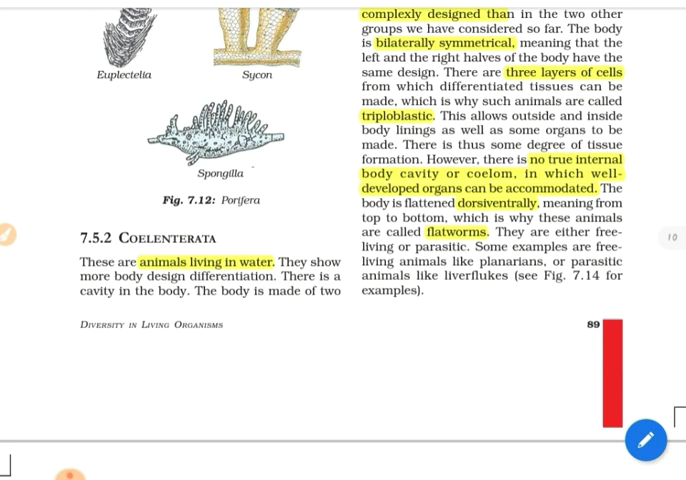 Euplectella
Sycon
Spongilla
Fig. 7.12: Porifera
7.5.2 COELENTERATA
These are animals living in water. They show
more body design differentiation. There is a
cavity in the body. The body is made of two
complexly designed than in the two other
groups we have considered so far. The body
is bilaterally symmetrical, meaning that the
left and the right halves of the body have the
same design. There are three layers of cells
from which differentiated tissues can be
made, which is why such animals are called
triploblastic. This allows outside and inside
body linings as well as some organs to be
made. There is thus some degree of tissue
formation. However, there is no true internal
body cavity or coelom, in which well-
developed organs can be accommodated. The
body is flattened dorsiventrally, meaning from
top to bottom, which is why these animals
are called flatworms. They are either free-
living or parasitic. Some examples are free-
living animals like planarians, or parasitic
animals like liverflukes (see Fig. 7.14 for
examples).
DIVERSITY IN LIVING ORGANISMS
89
10